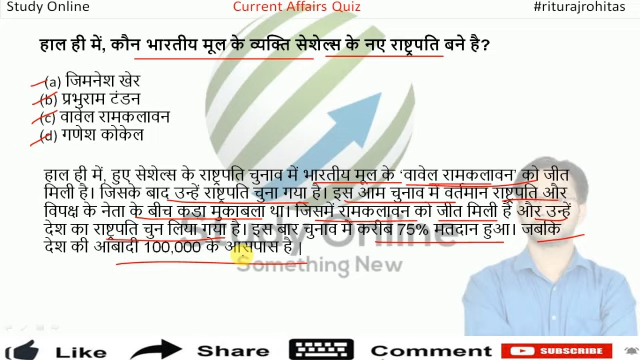 Study Online Current Affairs Quiz #riturajrohitas
हाल ही में, कौन भारतीय मूल के व्यक्ति सेशेल्स के नए राष्ट्रपति बने है?
(a) जिमनेश खेर
(b) प्रभुराम टंडन
(c) वावेल रामकलावन
(d) गणेश कोकेल
हाल ही में, हुए सेशेल्स के राष्ट्रपति चुनाव में भारतीय मूल के ‘वावेल रामकलावन’ को जीत
मिली है। जिसके बाद उन्हें राष्ट्रपति चुना गया है। इस आम चुनाव में वर्तमान राष्ट्रपति और
विपक्ष के नेता के बीच कडा मुकाबला था। जिसमें रामकलावन को जीत मिली है और उन्हें
देश का राष्ट्रपति चुन लिया गया है। इस बार चुनाव में करीब 75% मतदान हुआ। जबकि
देश की आबादी 100,000 के आसपास है।
Study Online
Something New
Like Share Comment SUBSCRIBE